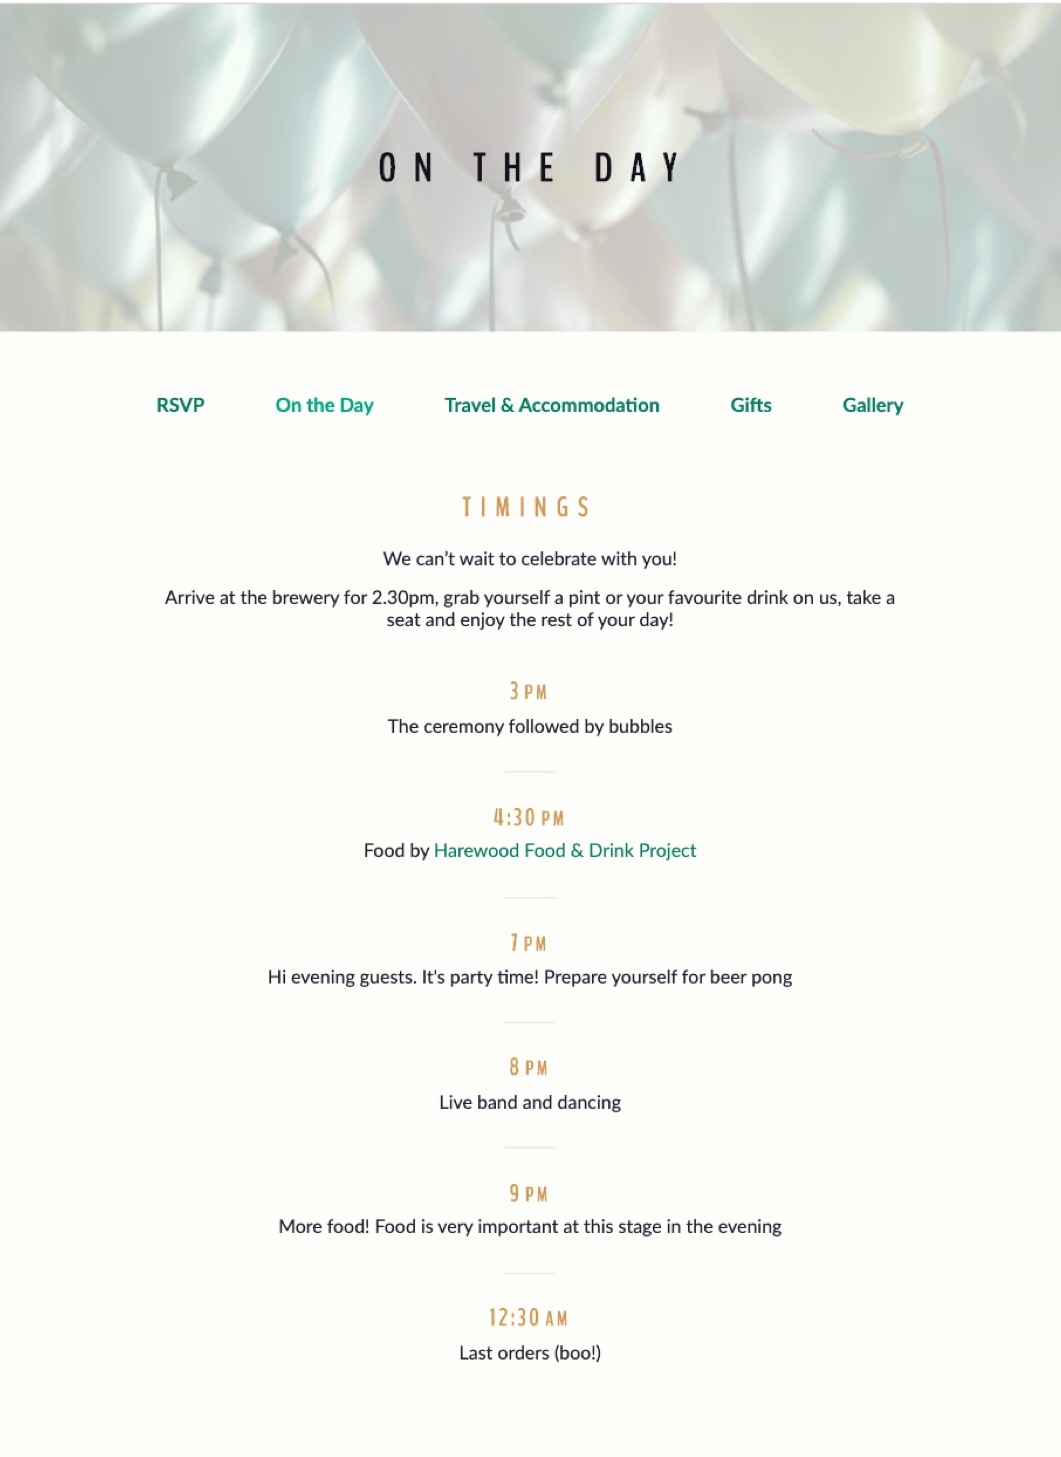 ON THE DAY
RSVP On the Day Travel & Accommodation Gifts Gallery
TIMINGS
We can’t wait to celebrate with you!
Arrive at the brewery for 2.30pm, grab yourself a pint or your favourite drink on us, take a
seat and enjoy the rest of your day!
3 PM
The ceremony followed by bubbles
4:30 PM
Food by Harewood Food & Drink Project
7 PM
Hi evening guests. It's party time! Prepare yourself for beer pong
8 PM
Live band and dancing
9 PM
More food! Food is very important at this stage in the evening
12:30 AM
Last orders (boo!)